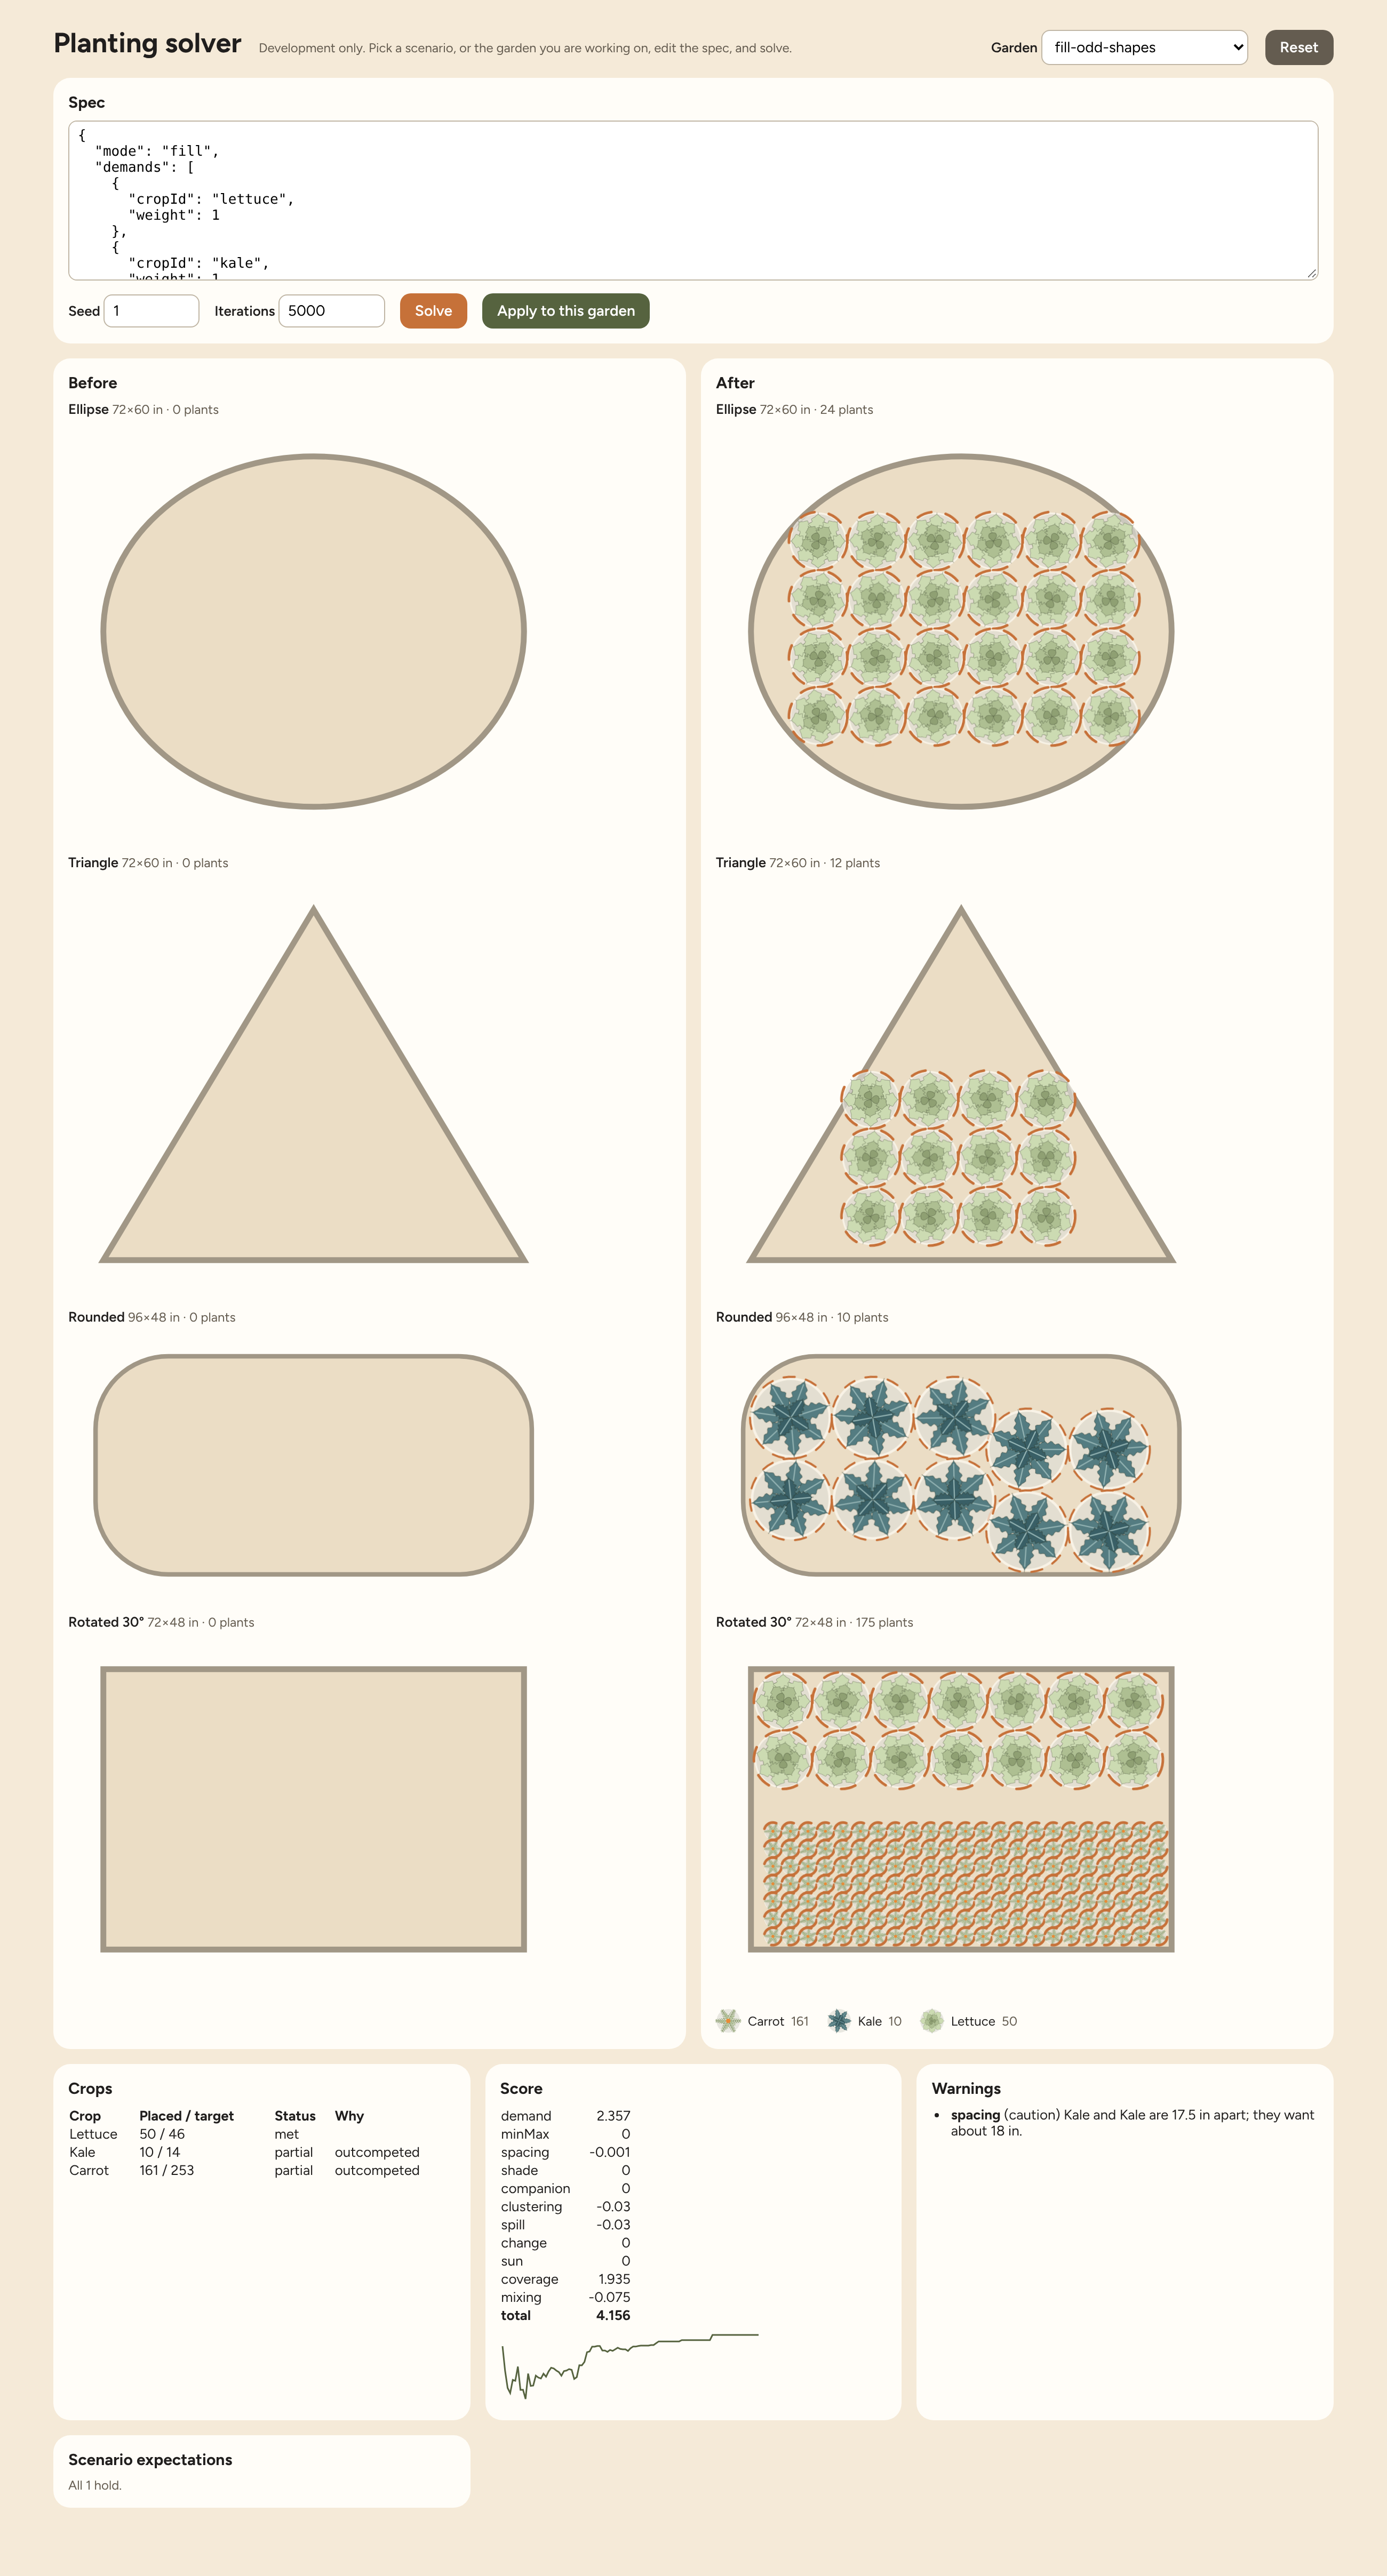 Planting solver
Development only. Pick a scenario, or the garden you are working on, edit the spec, and solve.
Garden
fill-odd-shapes
Reset
Spec
{
"mode": "fill",
"demands": [
{
"cropId": "lettuce",
"weight": 1
},
{
"cropId": "kale",
"weight": 1
Seed
1
Iterations
5000
Solve
Apply to this garden
Before
Ellipse 72×60 in · 0 plants
Triangle 72×60 in · 0 plants
Rounded 96×48 in · 0 plants
Rotated 30° 72×48 in · 0 plants
After
Ellipse 72×60 in · 24 plants
Triangle 72×60 in · 12 plants
Rounded 96×48 in · 10 plants
Rotated 30° 72×48 in · 175 plants
Carrot 161
Kale 10
Lettuce 50
Crops
Crop Placed / target Status Why
Lettuce 50 / 46 met
Kale 10 / 14 partial outcompeted
Carrot 161 / 253 partial outcompeted
Score
demand 2.357
minMax 0
spacing -0.001
shade 0
companion 0
clustering -0.03
spill -0.03
change 0
sun 0
coverage 1.935
mixing -0.075
total 4.156
Warnings
• spacing (caution) Kale and Kale are 17.5 in apart; they want
about 18 in.
Scenario expectations
All 1 hold.